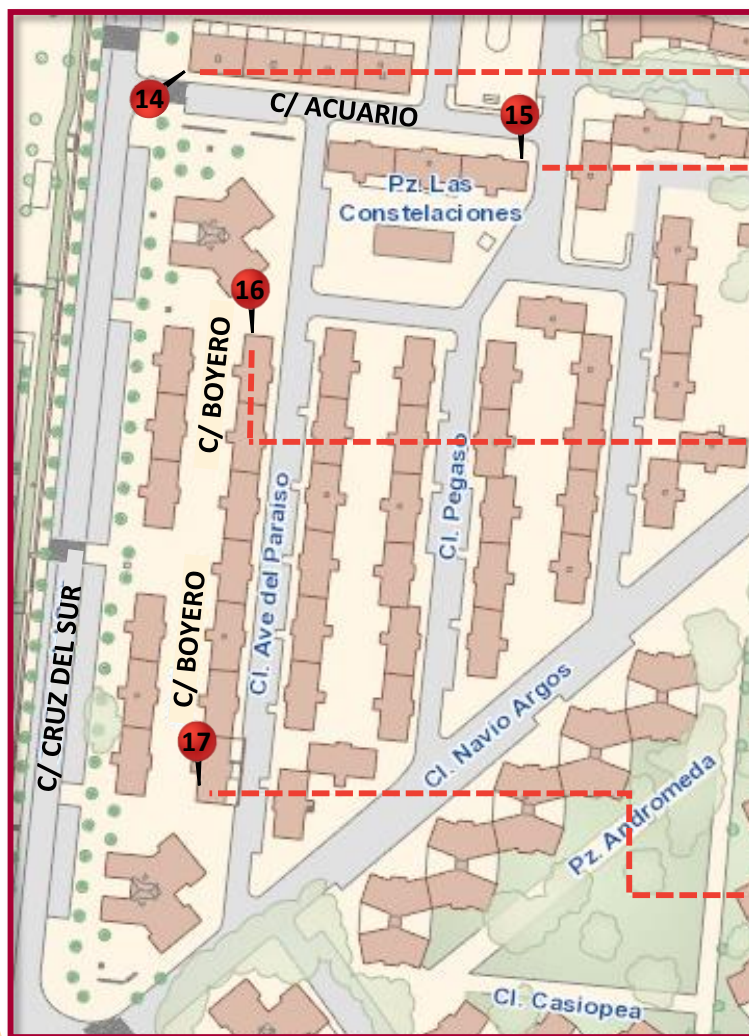 14
C/ ACUARIO
15
Pz. Las
Constelaciones
16
C/ BOYERO
Cl. Pegaso
Cl. Ave del Paraiso
C/ BOYERO
C/ CRUZ DEL SUR
Cl. Navio Argos
17
Pz. Andromeda
Cl. Casiopea